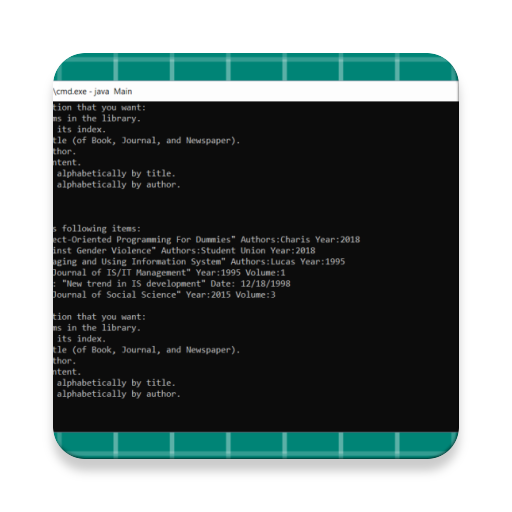 \cmd.exe - java Main
tion that you want:
ms in the library.
its index.
tle (of Book, Journal, and Newspaper).
thor.
ntent.
alphabetically by title.
alphabetically by author.
s following items:
ect-Oriented Programming For Dummies" Authors:Charis Year:2018
inst Gender Violence" Authors:Student Union Year:2018
aging and Using Information System" Authors:Lucas Year:1995
Journal of IS/IT Management" Year:1995 Volume:1
: "New trend in IS development" Date: 12/18/1998
Journal of Social Science" Year:2015 Volume:3
tion that you want:
ms in the library.
its index.
tle (of Book, Journal, and Newspaper).
thor.
ntent.
alphabetically by title.
alphabetically by author.